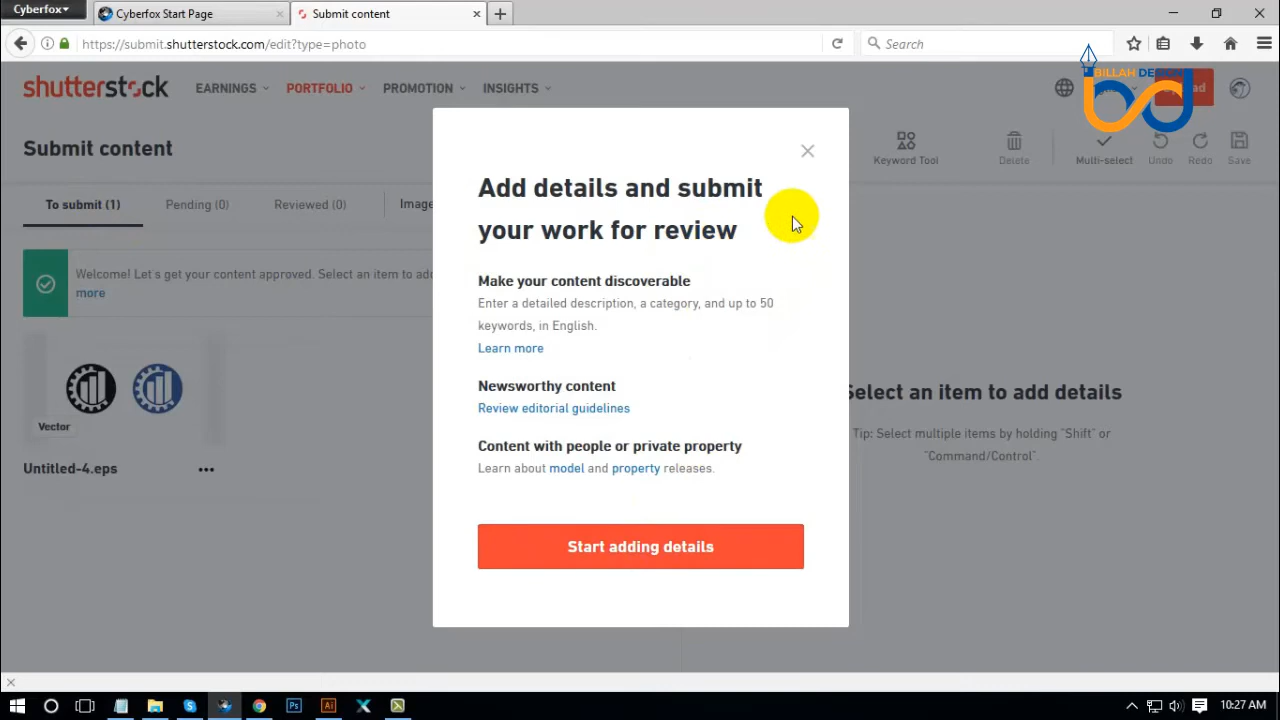 Cyberfox
Cyberfox Start Page
Submit content
https://submit.shutterstock.com/edit?type=photo
Search
shutterstock
EARNINGS
PORTFOLIO
PROMOTION
INSIGHTS
BILLAH DESIGN
bd
Submit content
Keyword Tool
Delete
Multi-select
Undo
Redo
Save
To submit (1)
Pending (0)
Reviewed (0)
Image
Welcome! Let's get your content approved. Select an item to ad
more
Vector
Untitled-4.eps
Add details and submit
your work for review
Make your content discoverable
Enter a detailed description, a category, and up to 50
keywords, in English.
Learn more
Newsworthy content
Review editorial guidelines
Content with people or private property
Learn about model and property releases.
Start adding details
Select an item to add details
Tip: Select multiple items by holding "Shift" or
"Command/Control".
10:27 AM